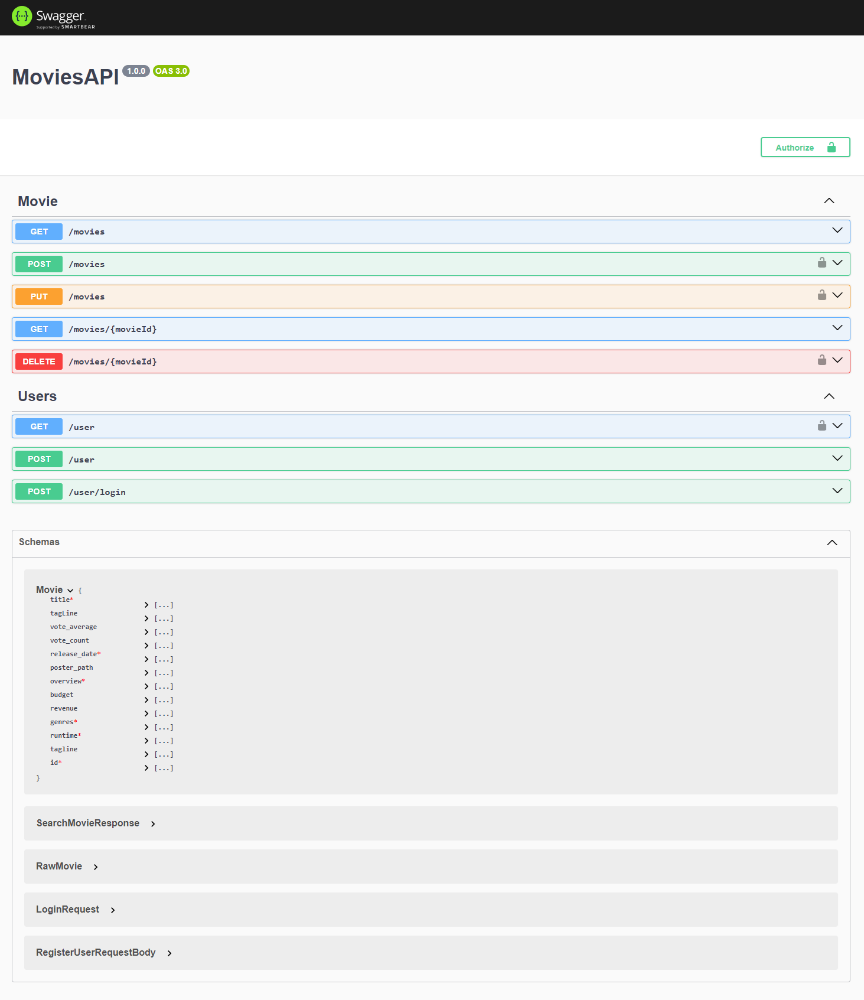 Swagger
Supported by SMARTBEAR
MoviesAPI 1.0.0 OAS 3.0
Authorize
Movie
GET /movies
POST /movies
PUT /movies
GET /movies/{movieId}
DELETE /movies/{movieId}
Users
GET /user
POST /user
POST /user/login
Schemas
Movie {
title* [...]
tagLine [...]
vote_average [...]
vote_count [...]
release_date* [...]
poster_path [...]
overview* [...]
budget [...]
revenue [...]
genres* [...]
runtime* [...]
tagline [...]
id* [...]
}
SearchMovieResponse
RawMovie
LoginRequest
RegisterUserRequestBody